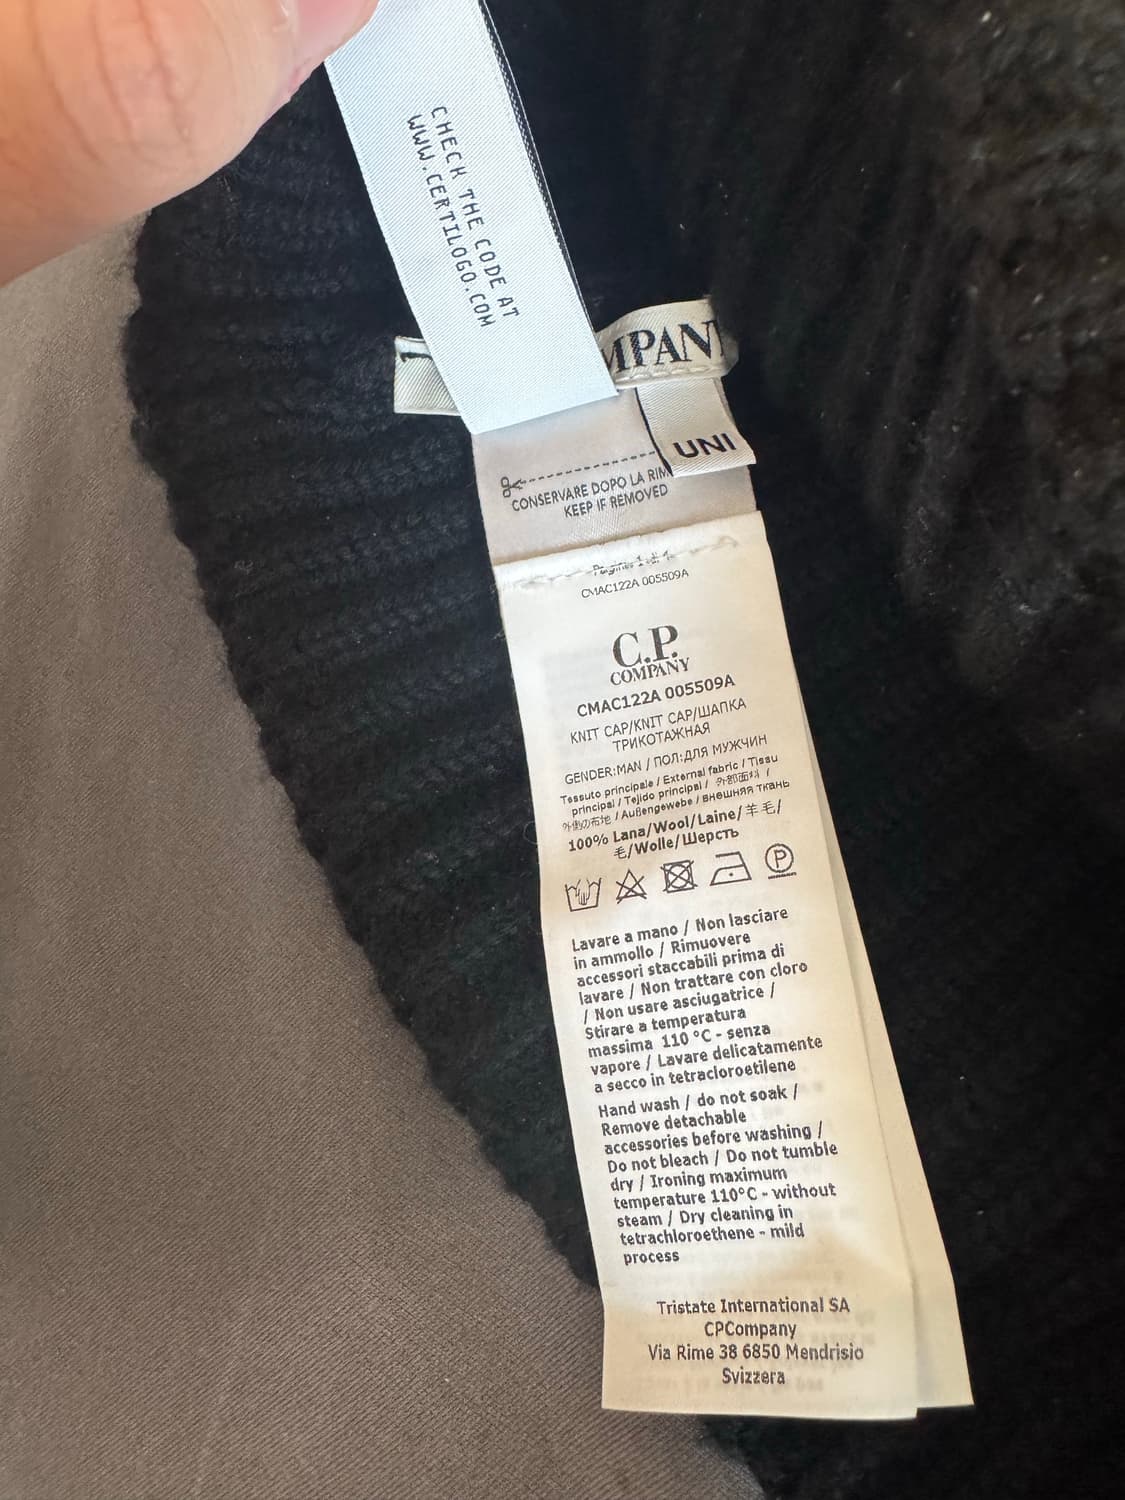 CHECK THE CODE AT
WWW.CERTILOGO.COM
MPANY
UNI
CONSERVARE DOPO LA RIM
KEEP IF REMOVED
Pagina 1 di 4
CMAC122A 005509A
C.P.
COMPANY
CMAC122A 005509A
KNIT CAP/KNIT CAP/ШАПКА
ТРИКОТАЖНАЯ
GENDER:MAN / ПОЛ:ДЛЯ МУЖЧИН
Tessuto principale / External fabric / Tissu
principal / Tejido principal / 外部面料 /
外側の布地 / Außengewebe / внешняя ткань
100% Lana/Wool/Laine/羊毛/
毛/Wolle/Шерсть
Lavare a mano / Non lasciare
in ammollo / Rimuovere
accessori staccabili prima di
lavare / Non trattare con cloro
/ Non usare asciugatrice /
Stirare a temperatura
massima 110 °C - senza
vapore / Lavare delicatamente
a secco in tetracloroetilene
Hand wash / do not soak /
Remove detachable
accessories before washing /
Do not bleach / Do not tumble
dry / Ironing maximum
temperature 110°C - without
steam / Dry cleaning in
tetrachloroethene - mild
process
Tristate International SA
CPCompany
Via Rime 38 6850 Mendrisio
Svizzera